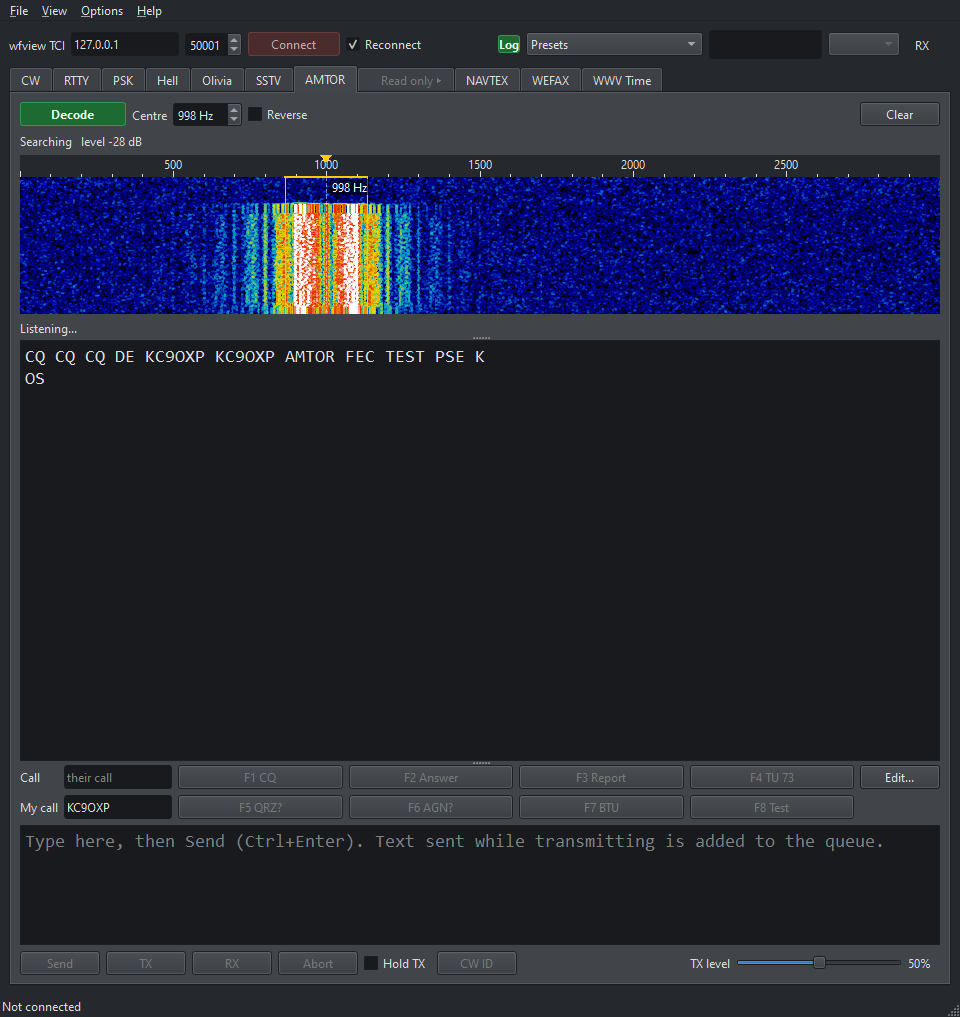 File View Options Help
wfview TCI 127.0.0.1 50001 Connect Reconnect Log Presets RX
CW RTTY PSK Hell Olivia SSTV AMTOR Read only NAVTEX WEFAX WWV Time
Decode Centre 998 Hz Reverse Clear
Searching level -28 dB
500 1000 1500 2000 2500
998 Hz
Listening...
CQ CQ CQ DE KC9OXP KC9OXP AMTOR FEC TEST PSE K
OS
Call their call F1 CQ F2 Answer F3 Report F4 TU 73 Edit...
My call KC9OXP F5 QRZ? F6 AGN? F7 BTU F8 Test
Type here, then Send (Ctrl+Enter). Text sent while transmitting is added to the queue.
Send TX RX Abort Hold TX CW ID TX level 50%
Not connected